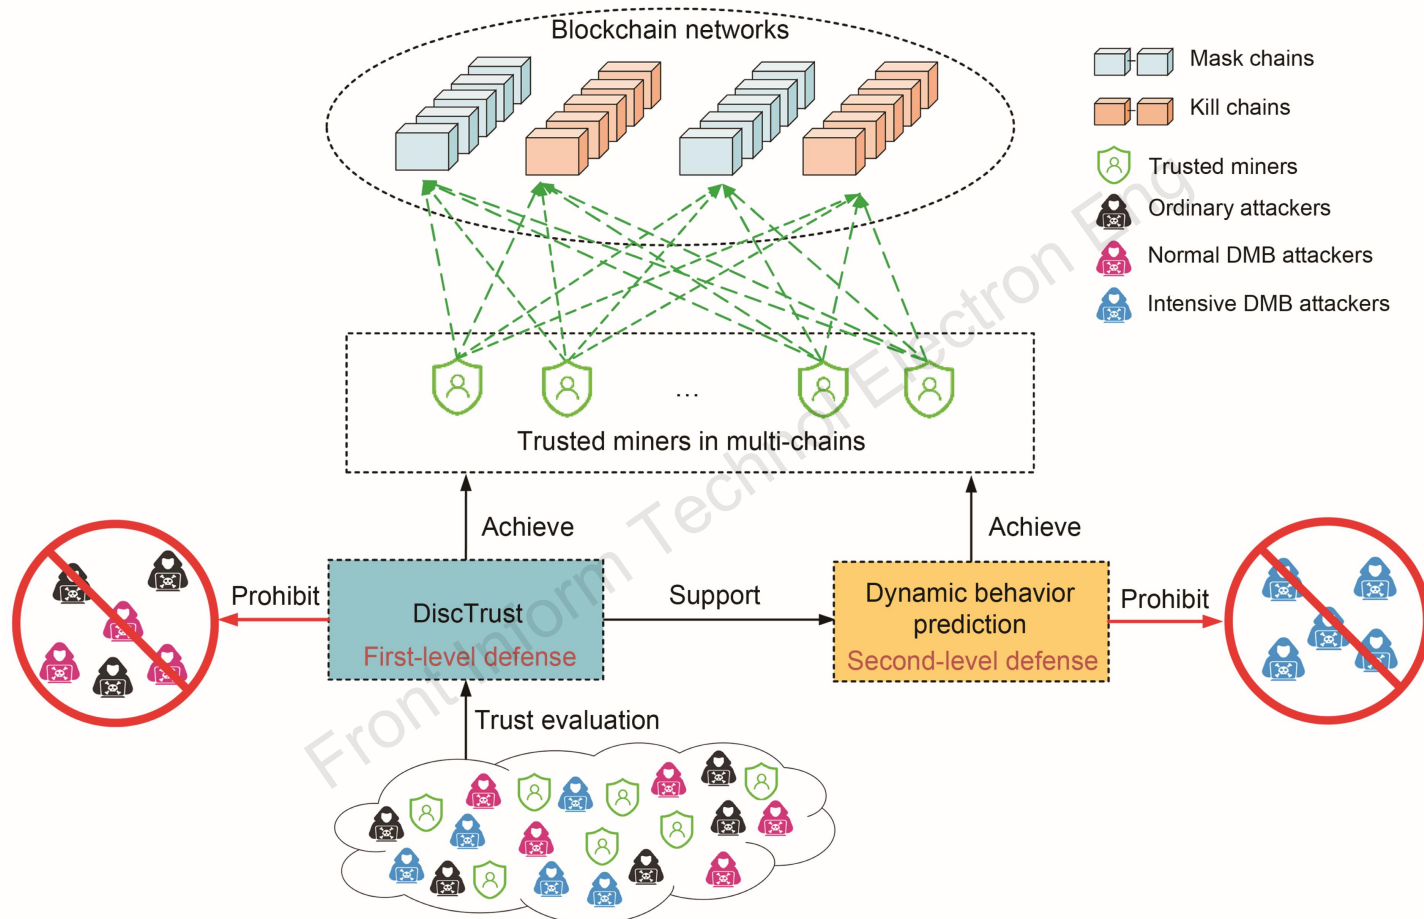 Blockchain networks
Mask chains
Kill chains
Trusted miners
Ordinary attackers
Normal DMB attackers
Intensive DMB attackers
...
Trusted miners in multi-chains
Achieve
Achieve
Prohibit
DiscTrust
First-level defense
Support
Dynamic behavior
prediction
Second-level defense
Prohibit
Trust evaluation
Front Inform Technol Electron Eng